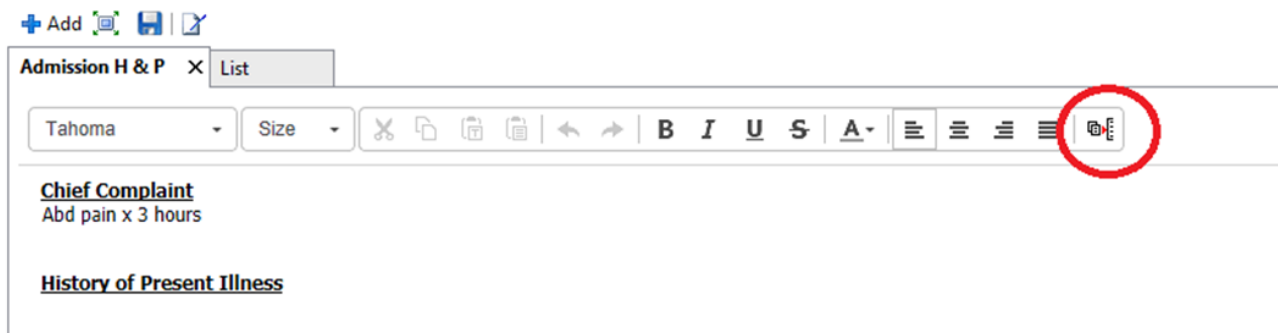 Add
Admission H & P X List
Tahoma Size B I U S A
Chief Complaint
Abd pain x 3 hours
History of Present Illness